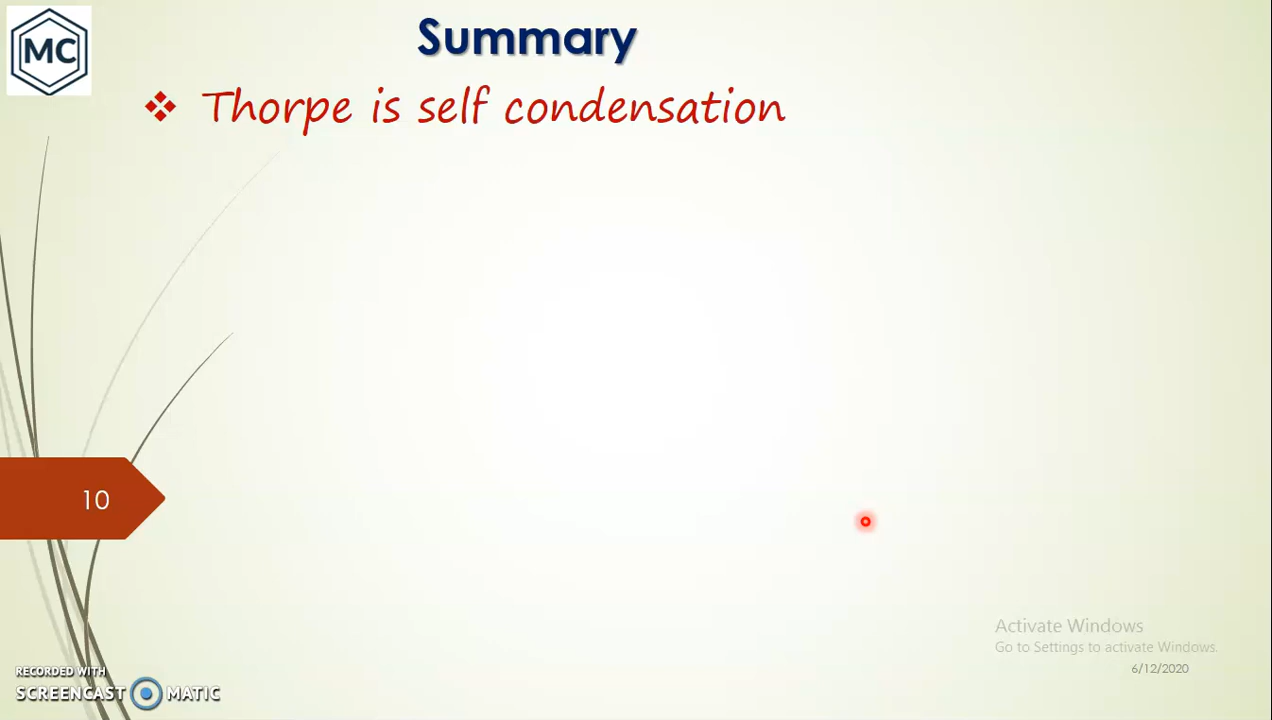 MC
Summary
Thorpe is self condensation
10
Activate Windows
Go to Settings to activate Windows.
6/12/2020
RECORDED WITH
SCREENCAST MATIC